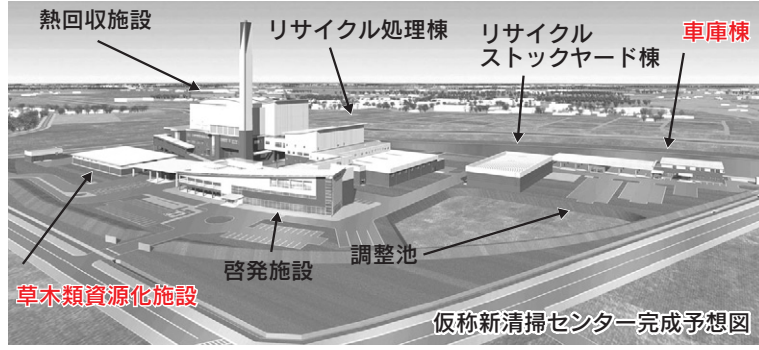 熱回収施設
リサイクル処理棟
リサイクル
ストックヤード棟
車庫棟
草木類資源化施設
啓発施設
調整池
仮称新清掃センター完成予想図